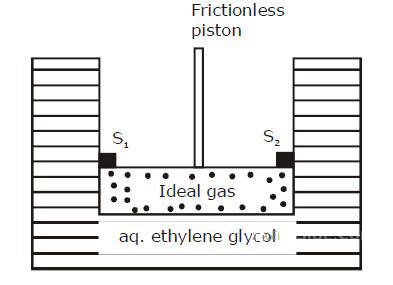 Frictionless
piston
S₁
S₂
Ideal gas
aq. ethylene glycol